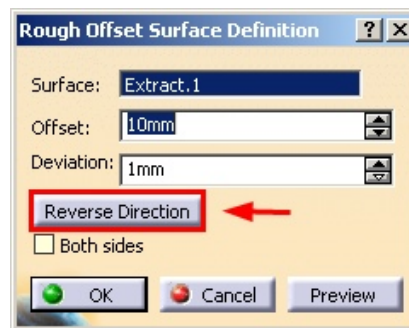 Rough Offset Surface Definition ? X
Surface: Extract.1
Offset: 10mm
Deviation: 1mm
Reverse Direction
Both sides
OK Cancel Preview